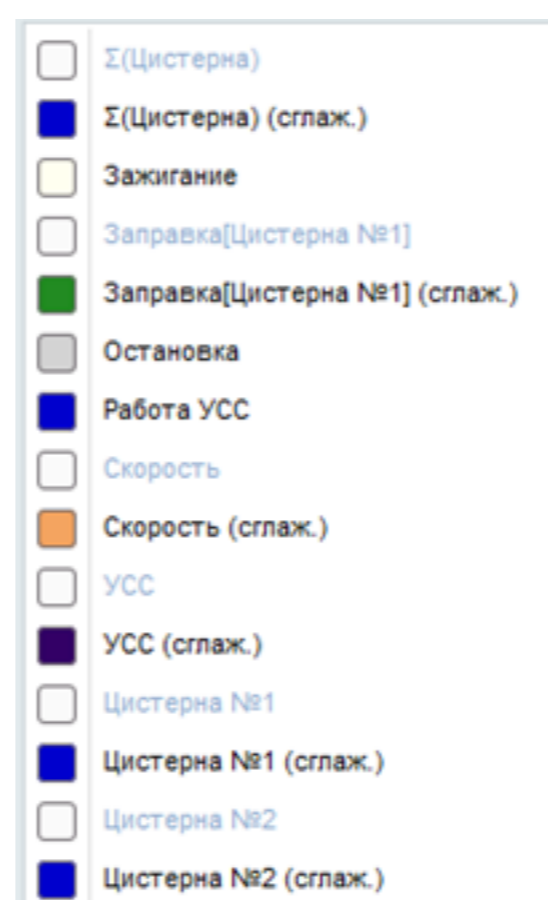 Σ(Цистерна)
Σ(Цистерна) (сглаж.)
Зажигание
Заправка[Цистерна №1]
Заправка[Цистерна №1] (сглаж.)
Остановка
Работа УСС
Скорость
Скорость (сглаж.)
УСС
УСС (сглаж.)
Цистерна №1
Цистерна №1 (сглаж.)
Цистерна №2
Цистерна №2 (сглаж.)